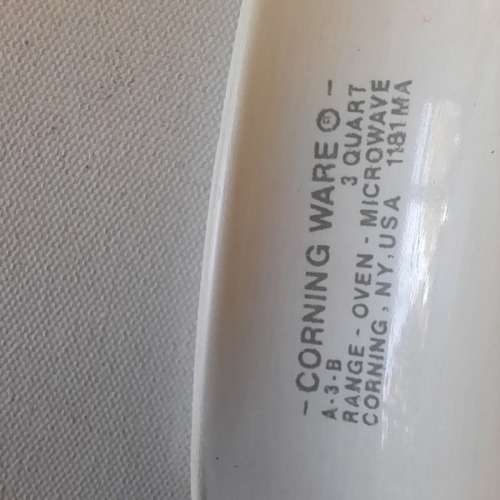 - CORNING WARE ® -
A-3-B 3 QUART
RANGE - OVEN - MICROWAVE
CORNING, NY, USA 1181MA